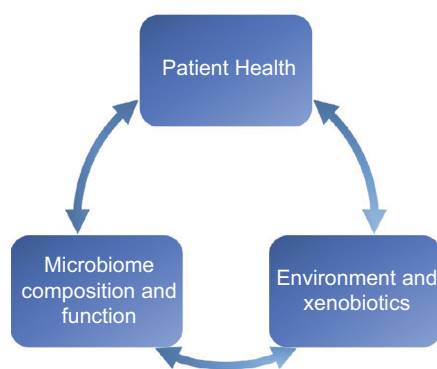 Patient Health
Microbiome
composition and
function
Environment and
xenobiotics